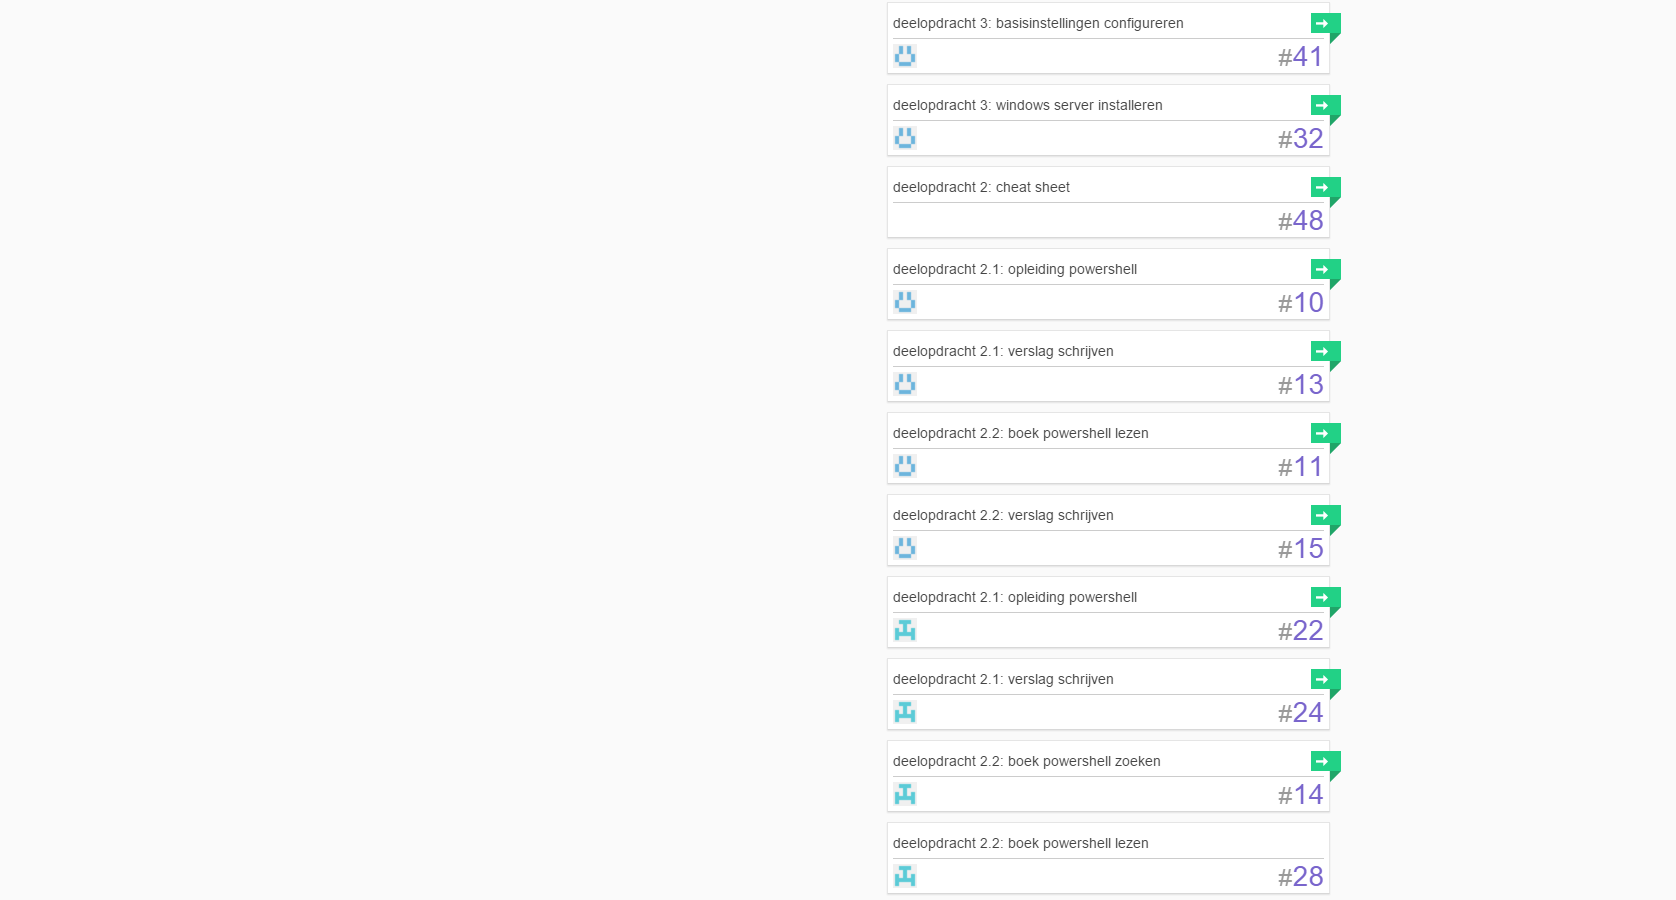 deelopdracht 3: basisinstellingen configureren
#41
deelopdracht 3: windows server installeren
#32
deelopdracht 2: cheat sheet
#48
deelopdracht 2.1: opleiding powershell
#10
deelopdracht 2.1: verslag schrijven
#13
deelopdracht 2.2: boek powershell lezen
#11
deelopdracht 2.2: verslag schrijven
#15
deelopdracht 2.1: opleiding powershell
#22
deelopdracht 2.1: verslag schrijven
#24
deelopdracht 2.2: boek powershell zoeken
#14
deelopdracht 2.2: boek powershell lezen
#28